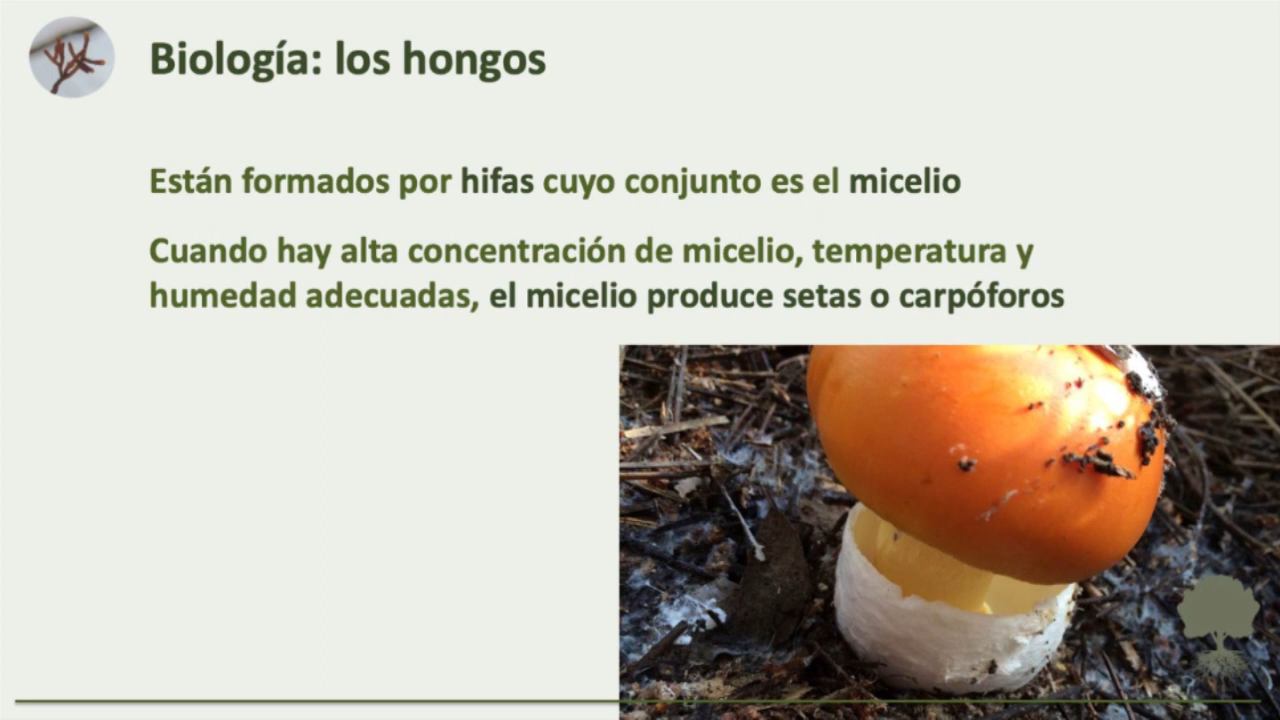 Biología: los hongos
Están formados por hifas cuyo conjunto es el micelio
Cuando hay alta concentración de micelio, temperatura y
humedad adecuadas, el micelio produce setas o carpóforos